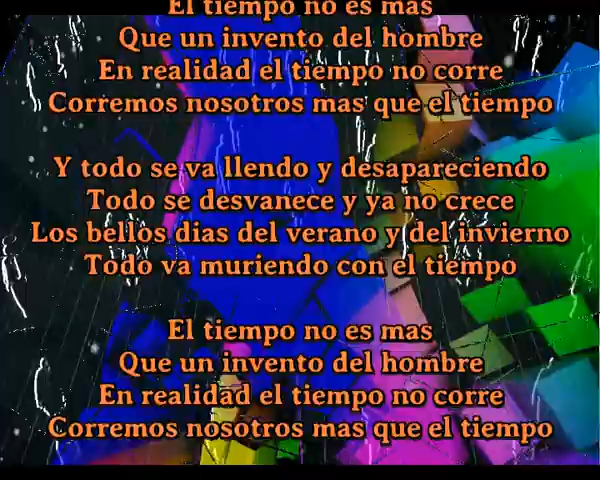 El tiempo no es mas
Que un invento del hombre
En realidad el tiempo no corre
Corremos nosotros mas que el tiempo
Y todo se va llendo y desapareciendo
Todo se desvanece y ya no crece
Los bellos dias del verano y del invierno
Todo va muriendo con el tiempo
El tiempo no es mas
Que un invento del hombre
En realidad el tiempo no corre
Corremos nosotros mas que el tiempo